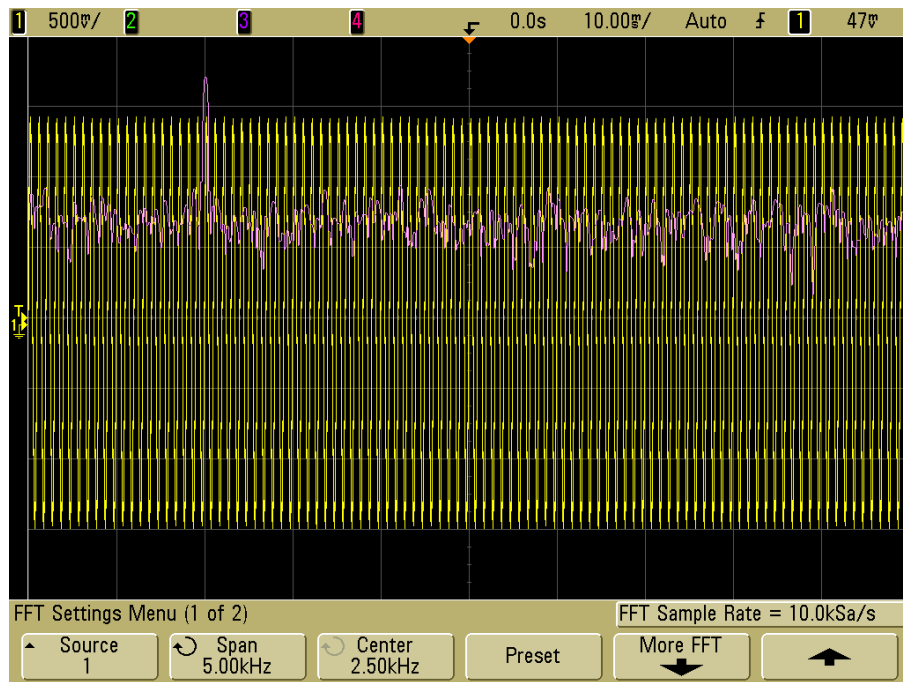 1 500mV/ 2 3 4 0.0s 10.00ms/ Auto 1 47mV
T
1
FFT Settings Menu (1 of 2) FFT Sample Rate = 10.0kSa/s
Source Span Center Preset More FFT
1 5.00kHz 2.50kHz